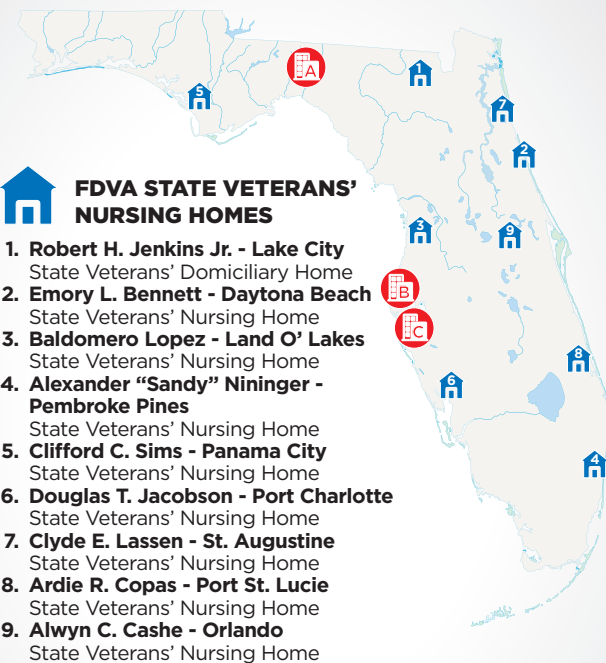 A
1
5
7
2
3
9
B
C
8
6
4
FDVA STATE VETERANS’
NURSING HOMES
1. Robert H. Jenkins Jr. - Lake City
State Veterans’ Domiciliary Home
2. Emory L. Bennett - Daytona Beach
State Veterans’ Nursing Home
3. Baldomero Lopez - Land O’ Lakes
State Veterans’ Nursing Home
4. Alexander “Sandy” Nininger -
Pembroke Pines
State Veterans’ Nursing Home
5. Clifford C. Sims - Panama City
State Veterans’ Nursing Home
6. Douglas T. Jacobson - Port Charlotte
State Veterans’ Nursing Home
7. Clyde E. Lassen - St. Augustine
State Veterans’ Nursing Home
8. Ardie R. Copas - Port St. Lucie
State Veterans’ Nursing Home
9. Alwyn C. Cashe - Orlando
State Veterans’ Nursing Home